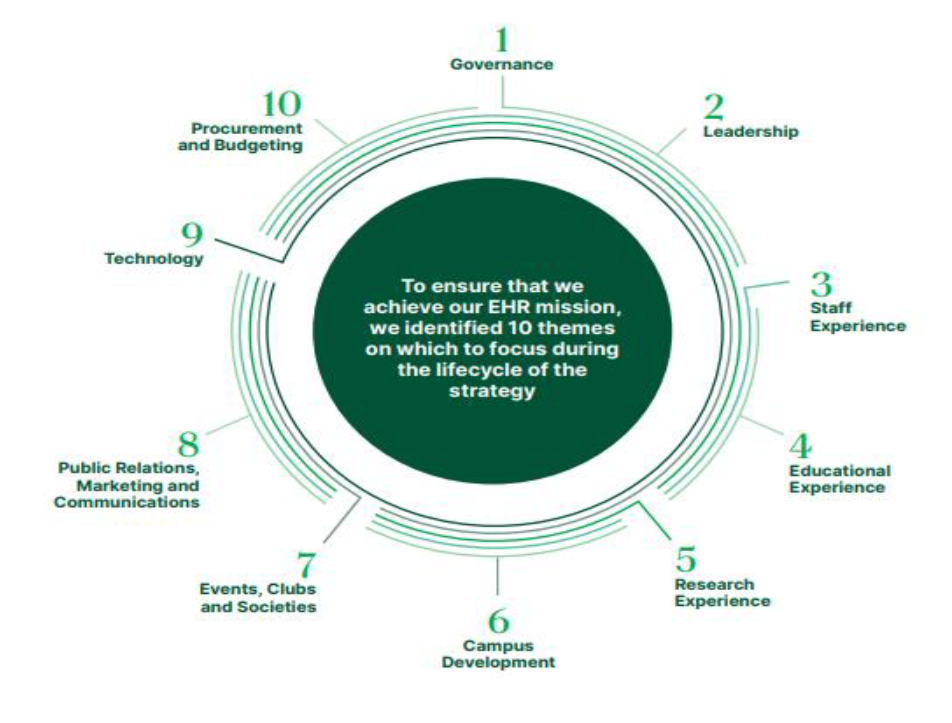 1
Governance
2
Leadership
3
Staff
Experience
4
Educational
Experience
5
Research
Experience
6
Campus
Development
7
Events, Clubs
and Societies
8
Public Relations,
Marketing and
Communications
9
Technology
10
Procurement
and Budgeting
To ensure that we
achieve our EHR mission,
we identified 10 themes
on which to focus during
the lifecycle of the
strategy